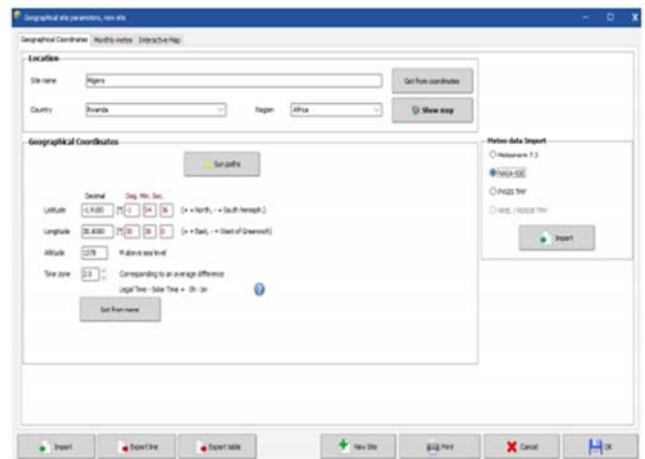 Geographical site parameters, new site
Geographical Coordinates Monthly meteo Interactive Map
Location
Site name
Get from coordinates
Country Rwanda Region Africa Show map
Geographical Coordinates
Sun paths
Decimal Deg. Min. Sec.
Latitude [°] (+ = North, - = South hemisph.)
Longitude [°] (+ = East, - = West of Greenwich)
Altitude M above sea level
Time zone 2.0 Corresponding to an average difference
Legal Time - Solar Time =
Get from name
Meteo data Import
Meteonorm 7.3
NASA-SSE
PVGIS TMY
Import
Import Export line Export table New Site Print Cancel OK